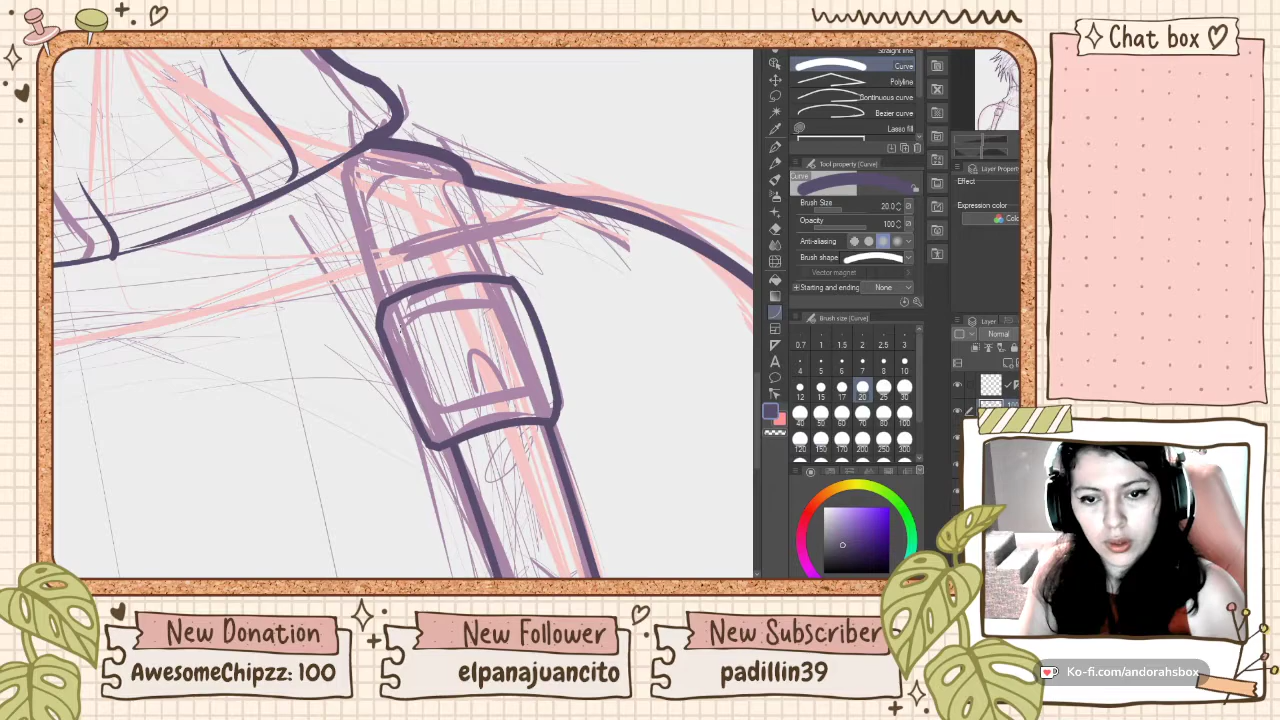 Chat box
Straight line
Curve
Polyline
Continuous curve
Bezier curve
Lasso fill
Tool property (Curve)
Layer Propert
Curve
Effect
Brush Size 20.0
Expression color
Opacity 100
Colo
Anti-aliasing
Brush shape
Vector magnet
Starting and ending None
Brush size (Curve)
Layer
Normal
0.7 1 1.5 2 2.5 3
4 5 6 7 8 10
12 15 17 20 25 30
40 50 60 70 80 100
120 150 170 200 250 300
New Donation
AwesomeChipzz: 100
New Follower
elpanajuancito
New Subscriber
padillin39
Ko-fi.com/andorahsbox